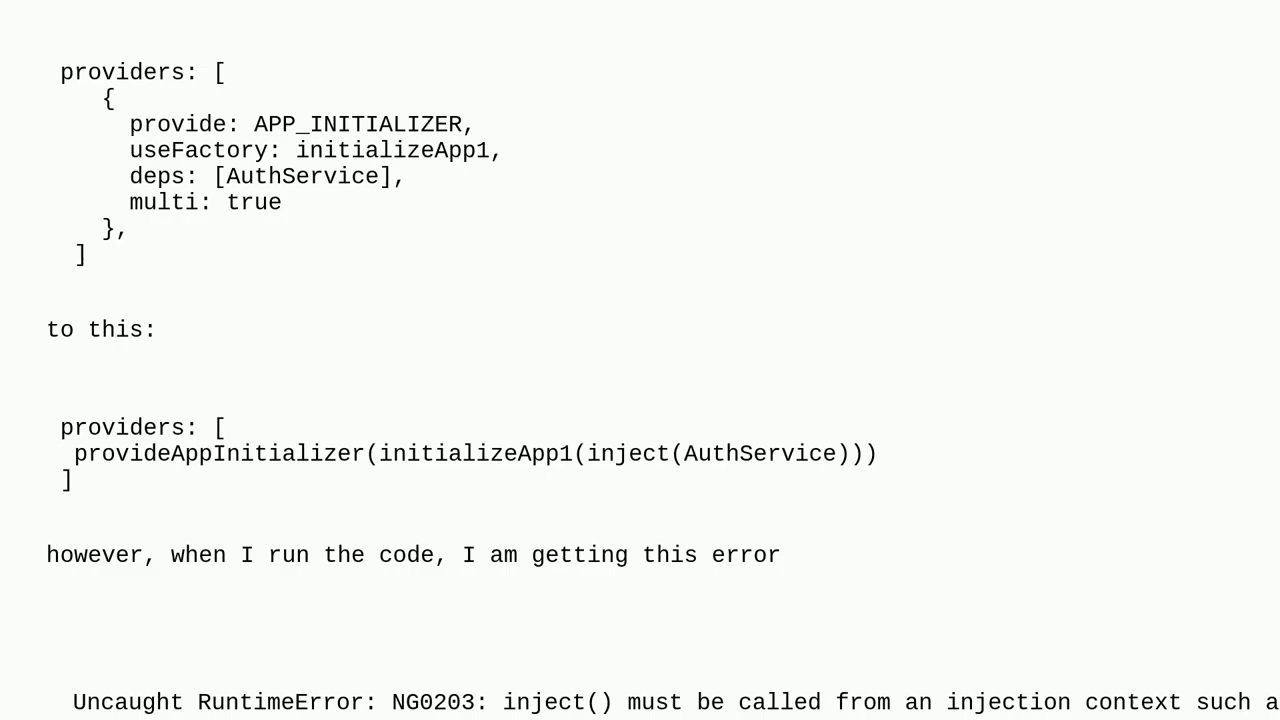 providers: [
{
provide: APP_INITIALIZER,
useFactory: initializeApp1,
deps: [AuthService],
multi: true
},
]
to this:
providers: [
provideAppInitializer(initializeApp1(inject(AuthService)))
]
however, when I run the code, I am getting this error
Uncaught RuntimeError: NG0203: inject() must be called from an injection context such a